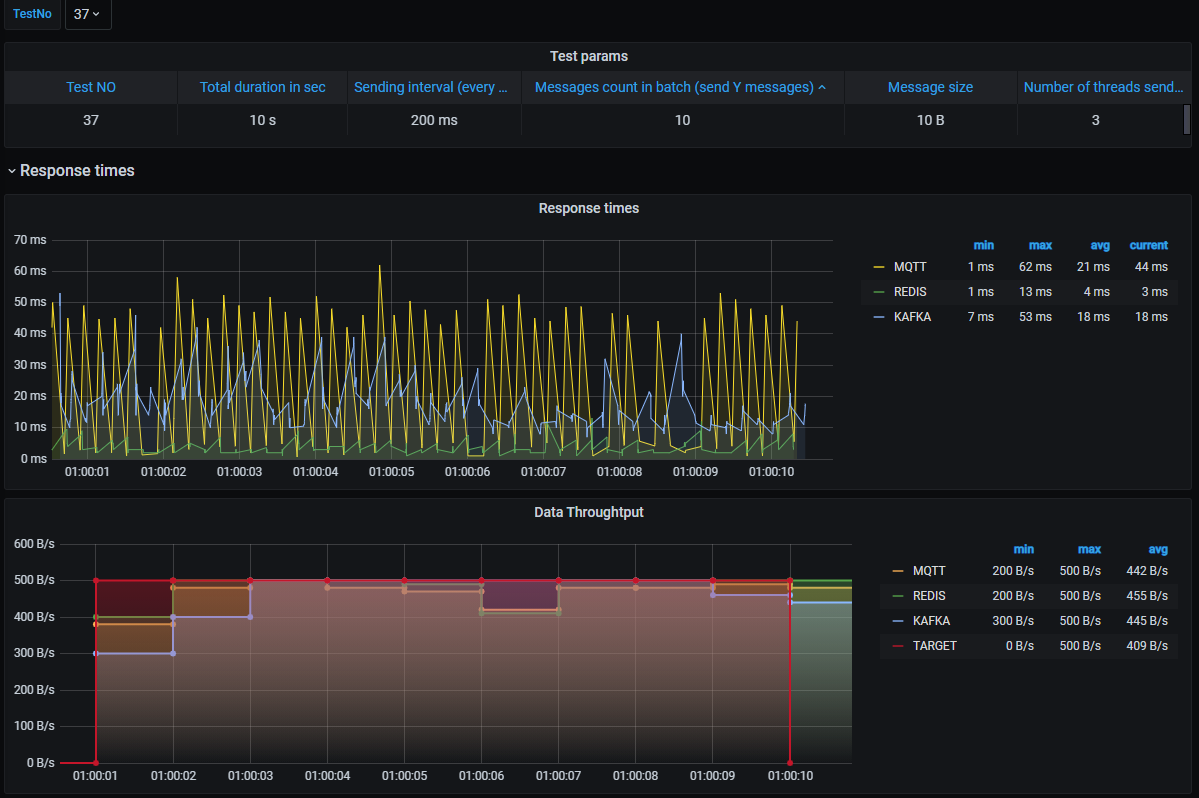 TestNo 37
Test params
Test NO Total duration in sec Sending interval (every ... Messages count in batch (send Y messages) Message size Number of threads send...
37 10 s 200 ms 10 10 B 3
Response times
Response times
min max avg current
MQTT 1 ms 62 ms 21 ms 44 ms
REDIS 1 ms 13 ms 4 ms 3 ms
KAFKA 7 ms 53 ms 18 ms 18 ms
70 ms
60 ms
50 ms
40 ms
30 ms
20 ms
10 ms
0 ms
01:00:01 01:00:02 01:00:03 01:00:04 01:00:05 01:00:06 01:00:07 01:00:08 01:00:09 01:00:10
Data Throughtput
min max avg
MQTT 200 B/s 500 B/s 442 B/s
REDIS 200 B/s 500 B/s 455 B/s
KAFKA 300 B/s 500 B/s 445 B/s
TARGET 0 B/s 500 B/s 409 B/s
600 B/s
500 B/s
400 B/s
300 B/s
200 B/s
100 B/s
0 B/s
01:00:01 01:00:02 01:00:03 01:00:04 01:00:05 01:00:06 01:00:07 01:00:08 01:00:09 01:00:10